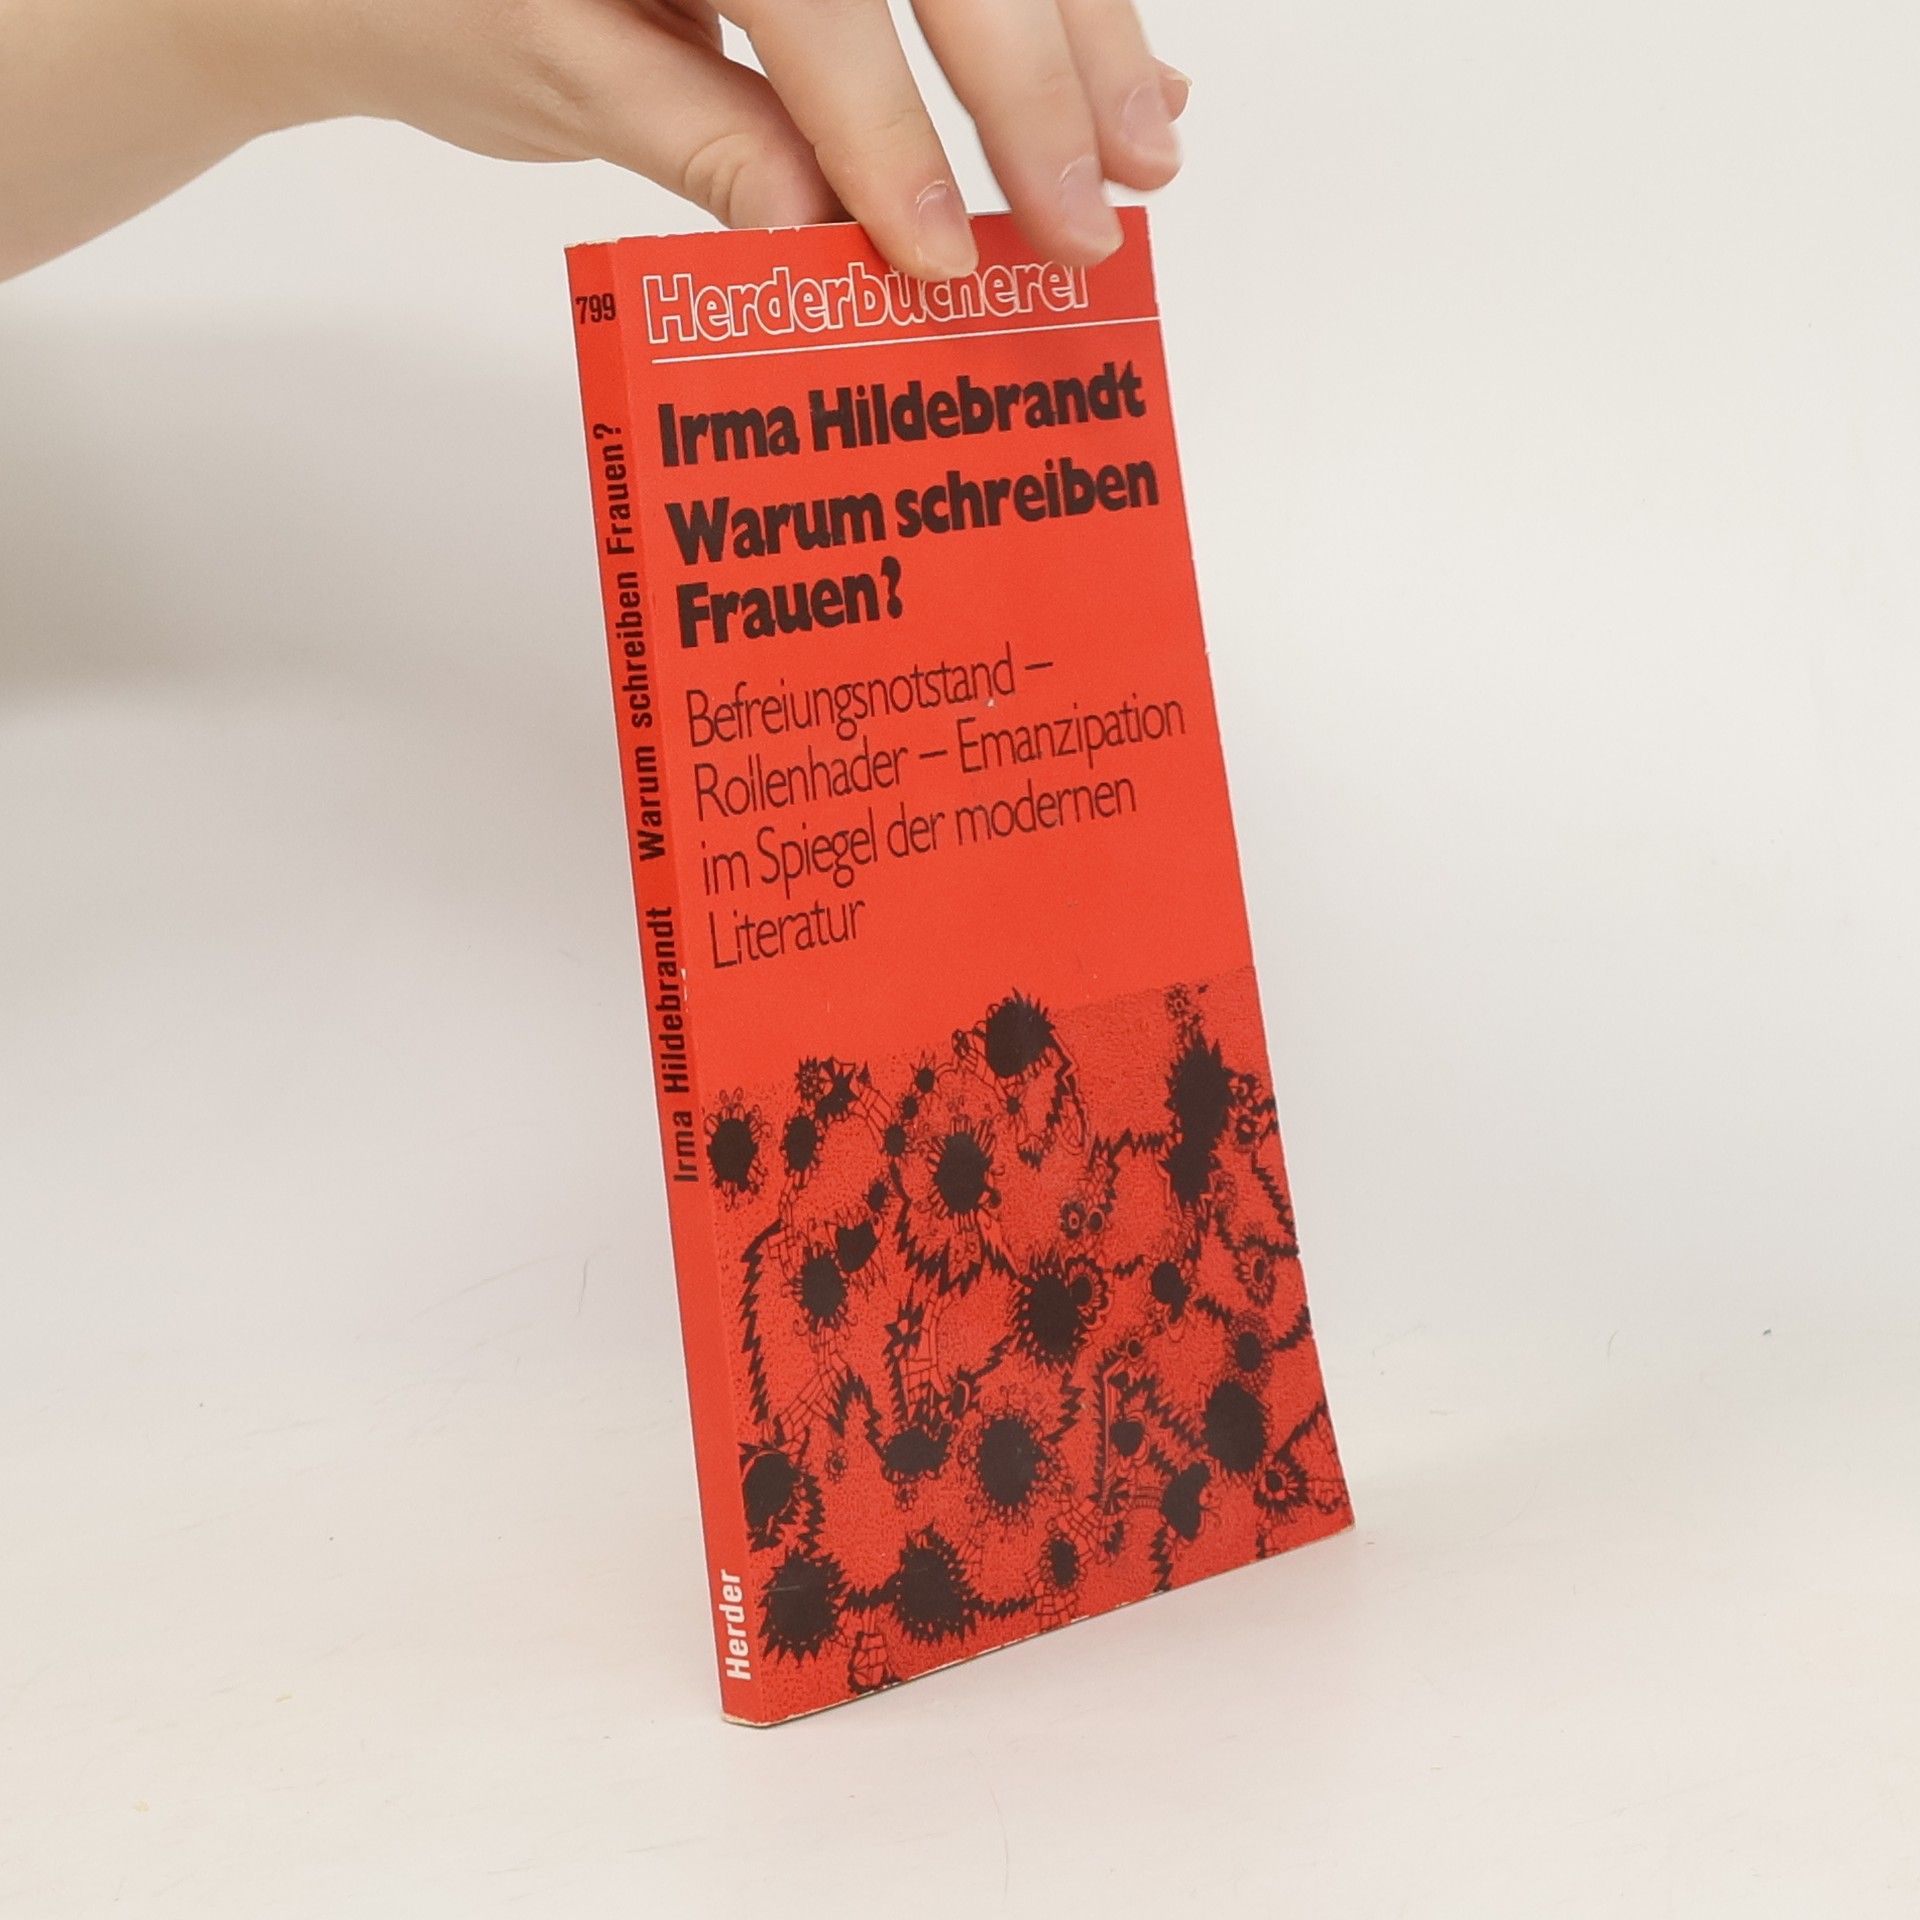 Herderbücherei
Irma Hildebrandt
Warum schreiben
Frauen?
Befreiungsnotstand –
Rollenhader – Emanzipation
im Spiegel der modernen
Literatur
799
Irma Hildebrandt Warum schreiben Frauen?
Herder